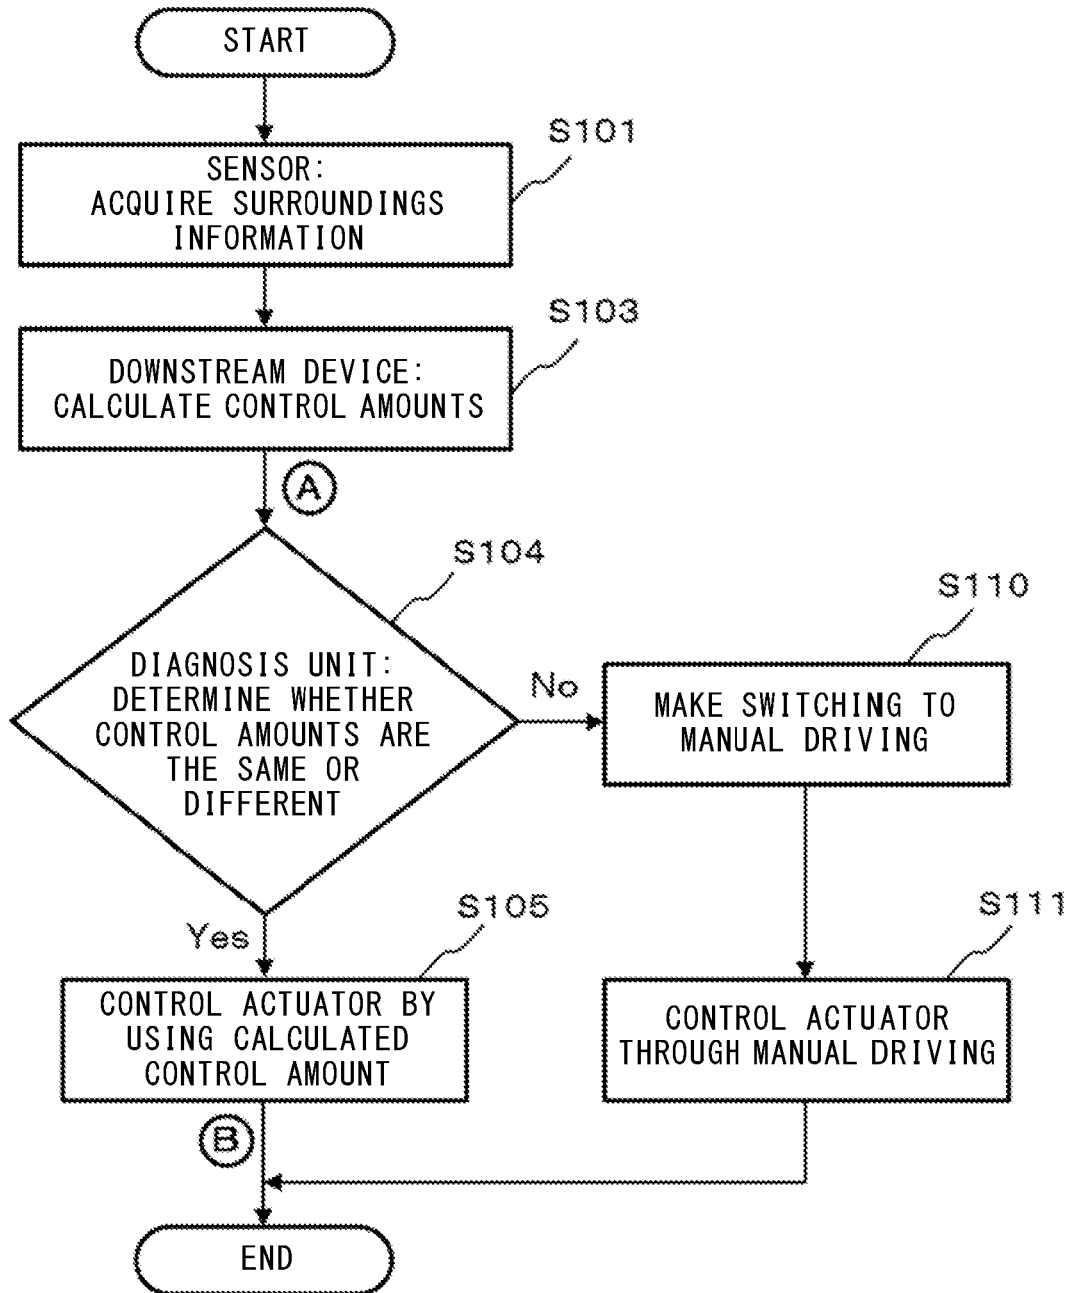 START
S101
SENSOR:
ACQUIRE SURROUNDINGS
INFORMATION
S103
DOWNSTREAM DEVICE:
CALCULATE CONTROL AMOUNTS
A
S104
DIAGNOSIS UNIT:
DETERMINE WHETHER
CONTROL AMOUNTS ARE
THE SAME OR
DIFFERENT
No
S110
MAKE SWITCHING TO
MANUAL DRIVING
Yes
S105
CONTROL ACTUATOR BY
USING CALCULATED
CONTROL AMOUNT
S111
CONTROL ACTUATOR
THROUGH MANUAL DRIVING
B
END